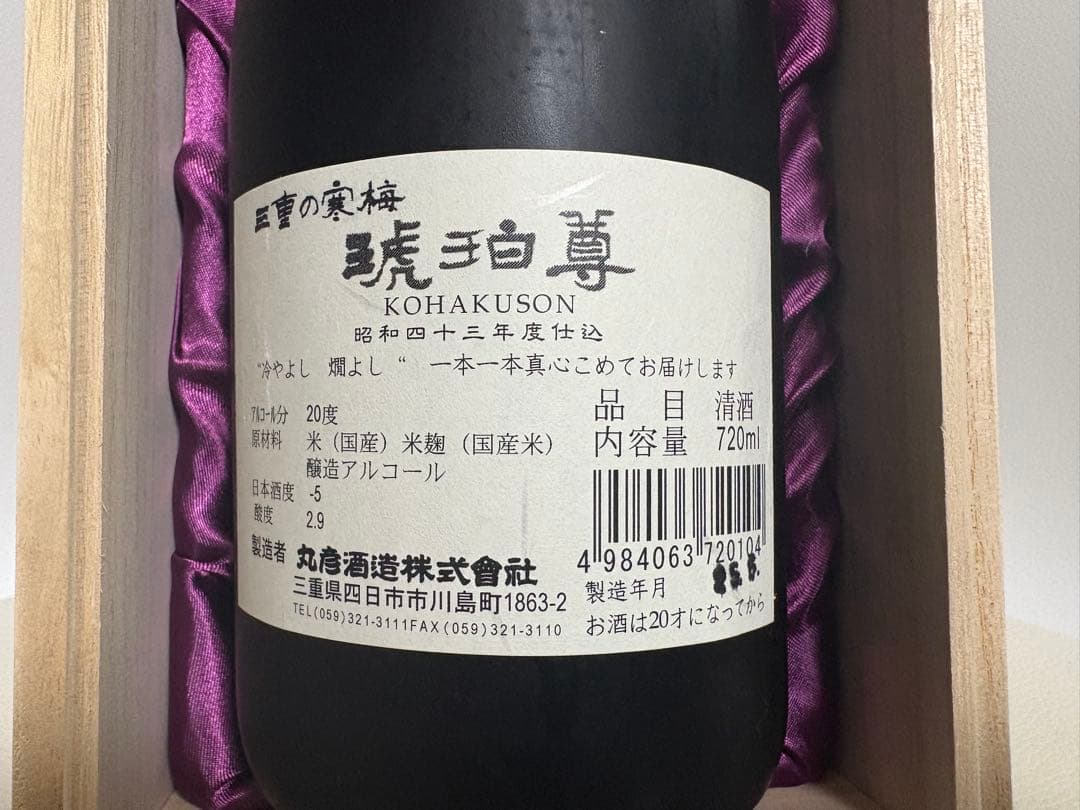 三重の寒梅
琥珀尊
KOHAKUSON
昭和四十三年度仕込
“冷やよし 燗よし “ 一本一本真心こめてお届けします
アルコール分 20度
原材料 米（国産）米麹（国産米）
醸造アルコール
日本酒度 -5
酸度 2.9
製造者 丸彦酒造株式會社
三重県四日市市川島町1863-2
TEL(059)321-3111FAX(059)321-3110
品目 清酒
内容量 720ml
4 984063 720104
製造年月 25.6.
お酒は20才になってから